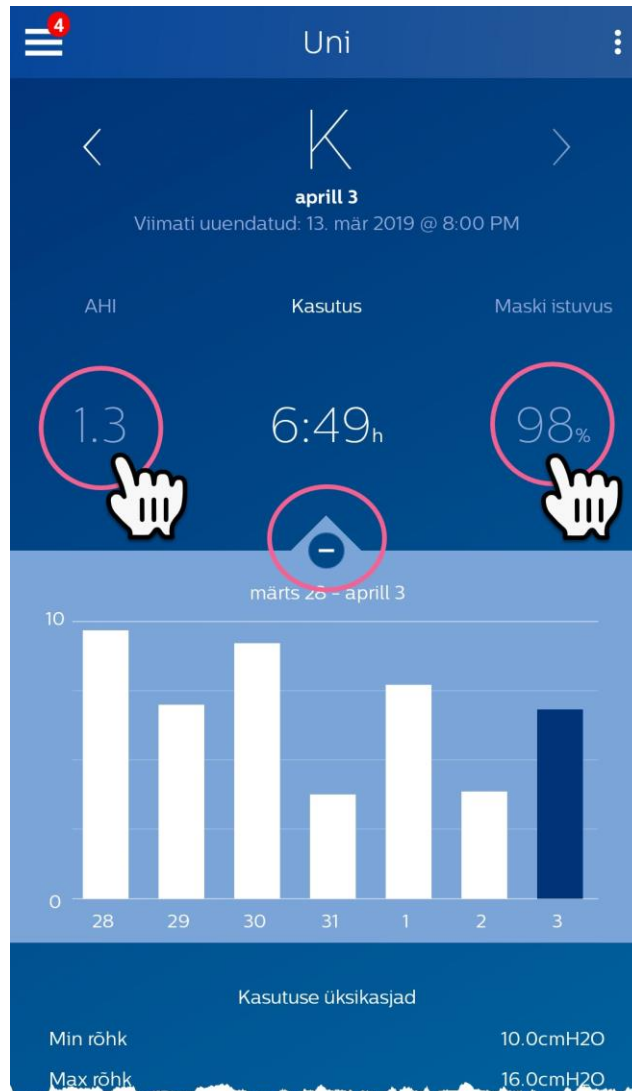 4
Uni
K
aprill 3
Viimati uuendatud: 13. mär 2019 @ 8:00 PM
AHI Kasutus Maski istuvus
1.3 6:49h 98%
märts 28 - aprill 3
10
0
28 29 30 31 1 2 3
Kasutuse üksikasjad
Min rõhk 10.0cmH2O
Max rõhk 16.0cmH2O